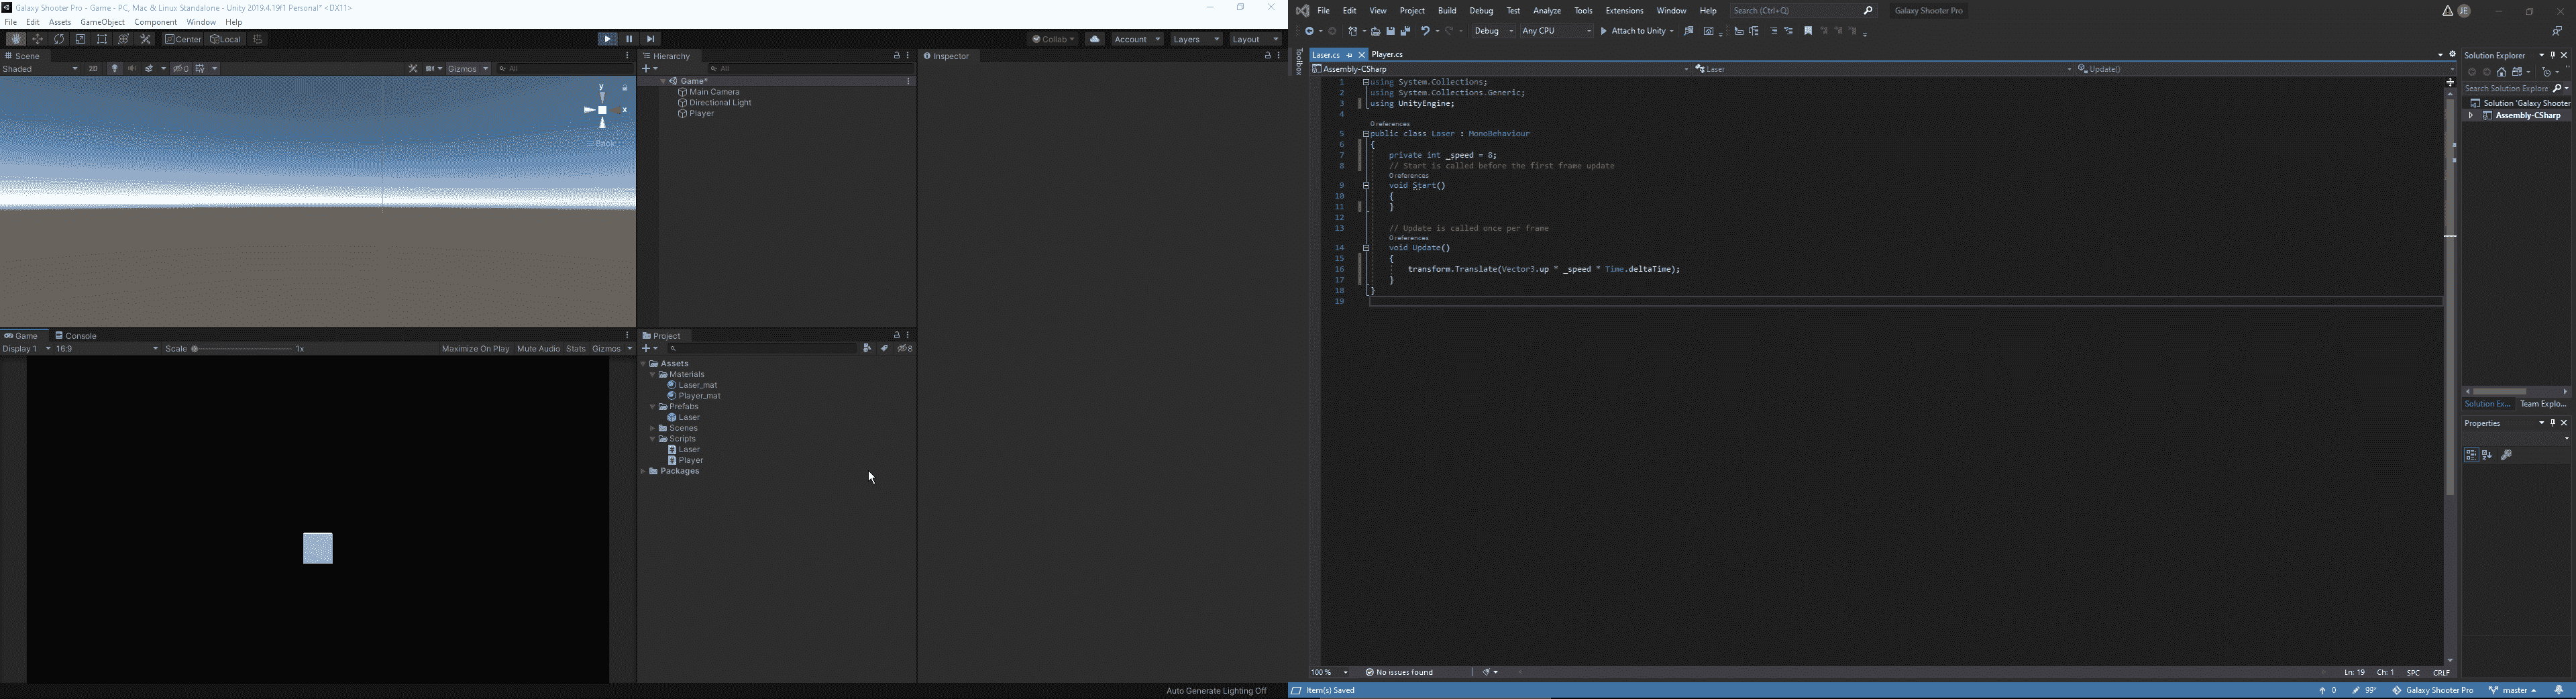 Galaxy Shooter Pro - Game - PC, Mac & Linux Standalone - Unity 2019.4.19f1 Personal* <DX11>
File Edit Assets GameObject Component Window Help
Center Local
Collab Account Layers Layout
Scene
Shaded 2D 0 Gizmos All
y
x
Back
Game Console
Display 1 16:9 Scale 1x Maximize On Play Mute Audio Stats Gizmos
Hierarchy
All
Game*
Main Camera
Directional Light
Player
Project
8
Assets
Materials
Laser_mat
Player_mat
Prefabs
Laser
Scenes
Scripts
Laser
Player
Packages
Inspector
Auto Generate Lighting Off
File Edit View Project Build Debug Test Analyze Tools Extensions Window Help Search (Ctrl+Q) Galaxy Shooter Pro JE
Debug Any CPU Attach to Unity
Toolbox
Laser.cs Player.cs
Assembly-CSharp Laser Update()
1 using System.Collections;
2 using System.Collections.Generic;
3 using UnityEngine;
4
0 references
5 public class Laser : MonoBehaviour
6 {
7 private int _speed = 8;
8 // Start is called before the first frame update
0 references
9 void Start()
10 {
11 }
12
13 // Update is called once per frame
0 references
14 void Update()
15 {
16 transform.Translate(Vector3.up * _speed * Time.deltaTime);
17 }
18 }
19
100 % No issues found Ln: 19 Ch: 1 SPC CRLF
Item(s) Saved 0 99+ Galaxy Shooter Pro master
Solution Explorer
Search Solution Explore
Solution 'Galaxy Shooter
Assembly-CSharp
Solution Ex... Team Explo...
Properties